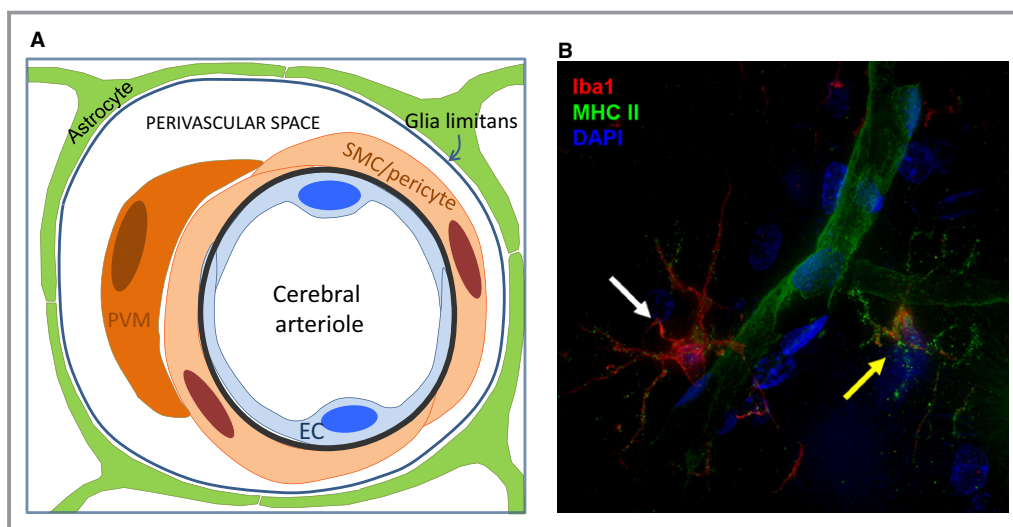 A
Astrocyte
PERIVASCULAR SPACE
Glia limitans
SMC/pericyte
PVM
Cerebral
arteriole
EC
B
Iba1
MHC II
DAPI